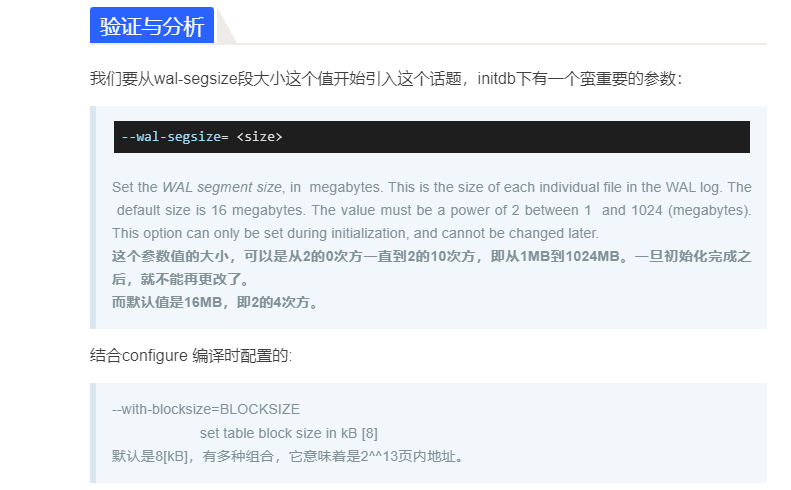 验证与分析
我们要从wal-segsize段大小这个值开始引入这个话题，initdb下有一个蛮重要的参数：
--wal-segsize= <size>
Set the WAL segment size, in megabytes. This is the size of each individual file in the WAL log. The
default size is 16 megabytes. The value must be a power of 2 between 1 and 1024 (megabytes).
This option can only be set during initialization, and cannot be changed later.
这个参数值的大小，可以是从2的0次方一直到2的10次方，即从1MB到1024MB。一旦初始化完成之
后，就不能再更改了。
而默认值是16MB，即2的4次方。
结合configure 编译时配置的:
--with-blocksize=BLOCKSIZE
set table block size in kB [8]
默认是8[kB]，有多种组合，它意味着是2^^13页内地址。